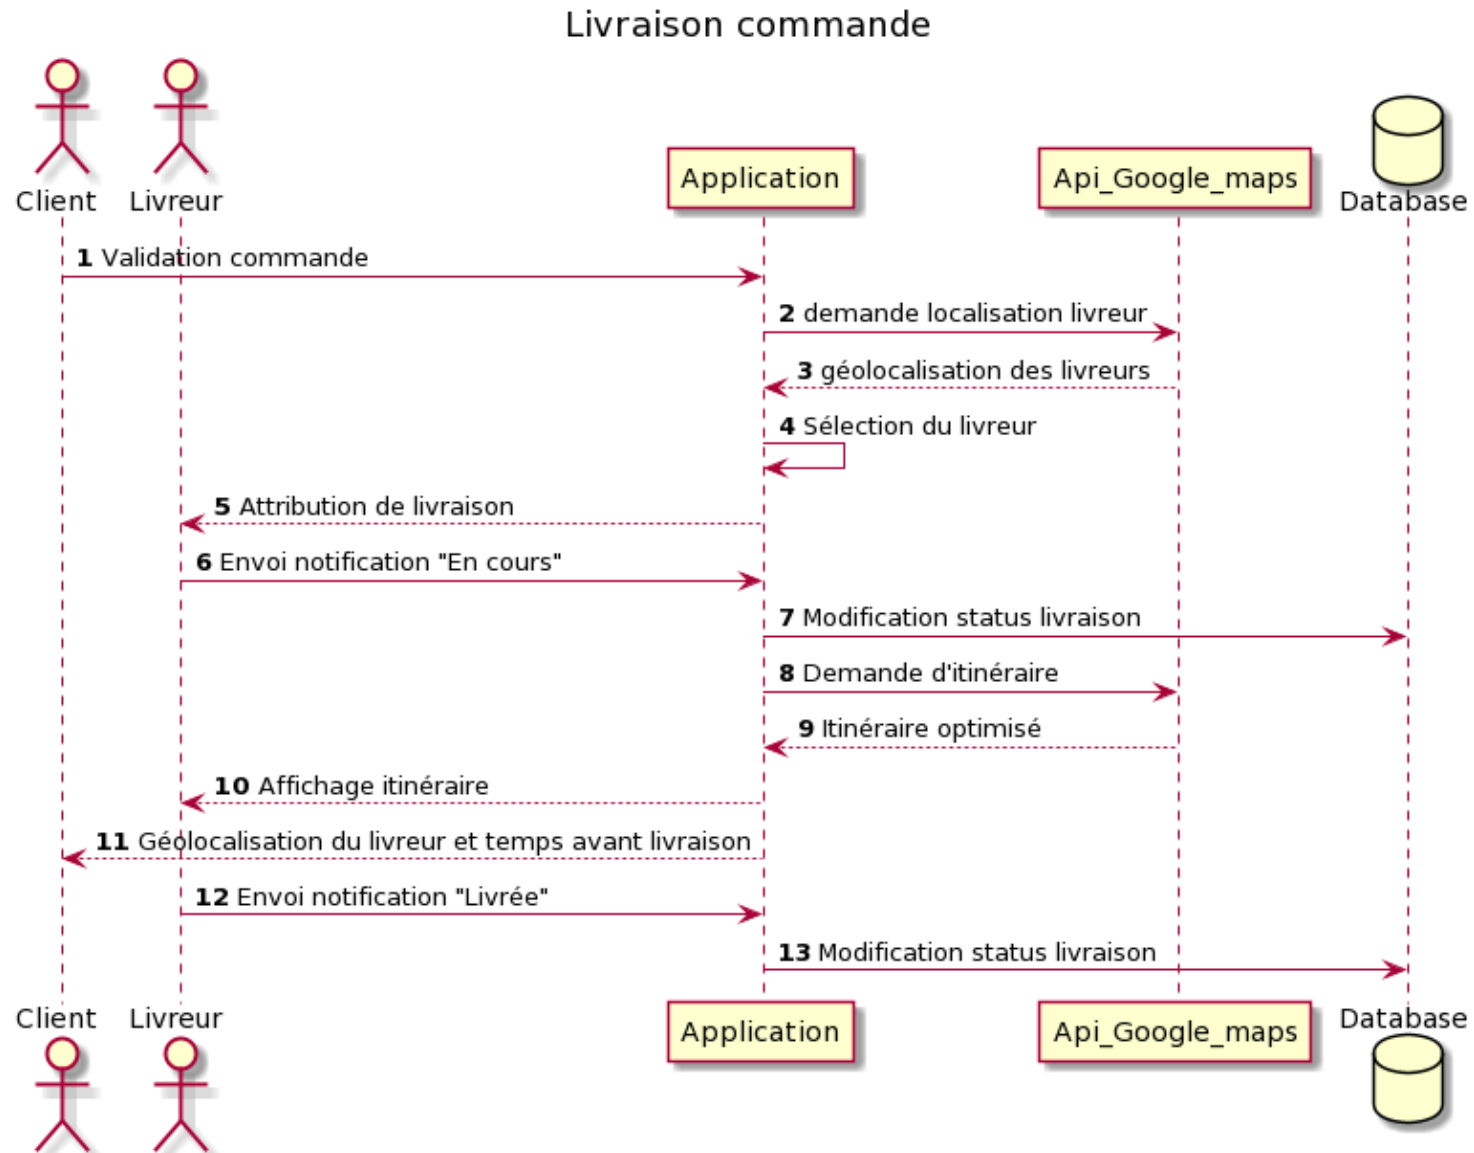 Livraison commande
Client
Livreur
Application
Api_Google_maps
Database
1 Validation commande
2 demande localisation livreur
3 géolocalisation des livreurs
4 Sélection du livreur
5 Attribution de livraison
6 Envoi notification "En cours"
7 Modification status livraison
8 Demande d'itinéraire
9 Itinéraire optimisé
10 Affichage itinéraire
11 Géolocalisation du livreur et temps avant livraison
12 Envoi notification "Livrée"
13 Modification status livraison
Client
Livreur
Application
Api_Google_maps
Database